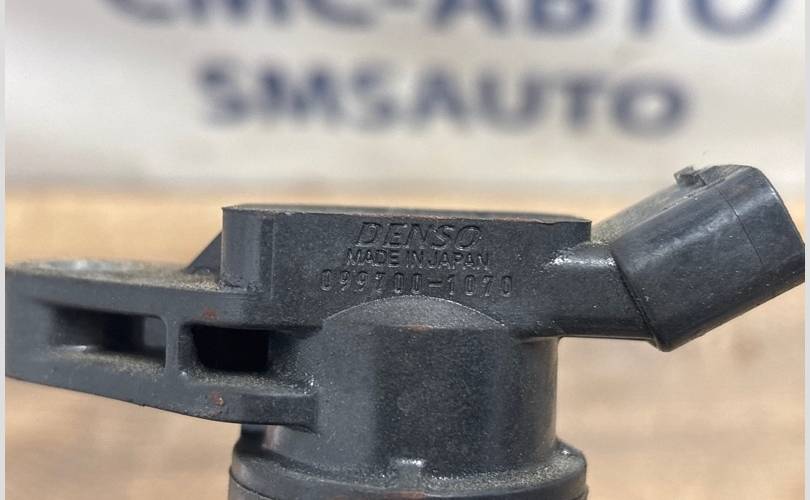 СМС-АВТО
SMSAUTO
DENSO
MADE IN JAPAN
099700-1070